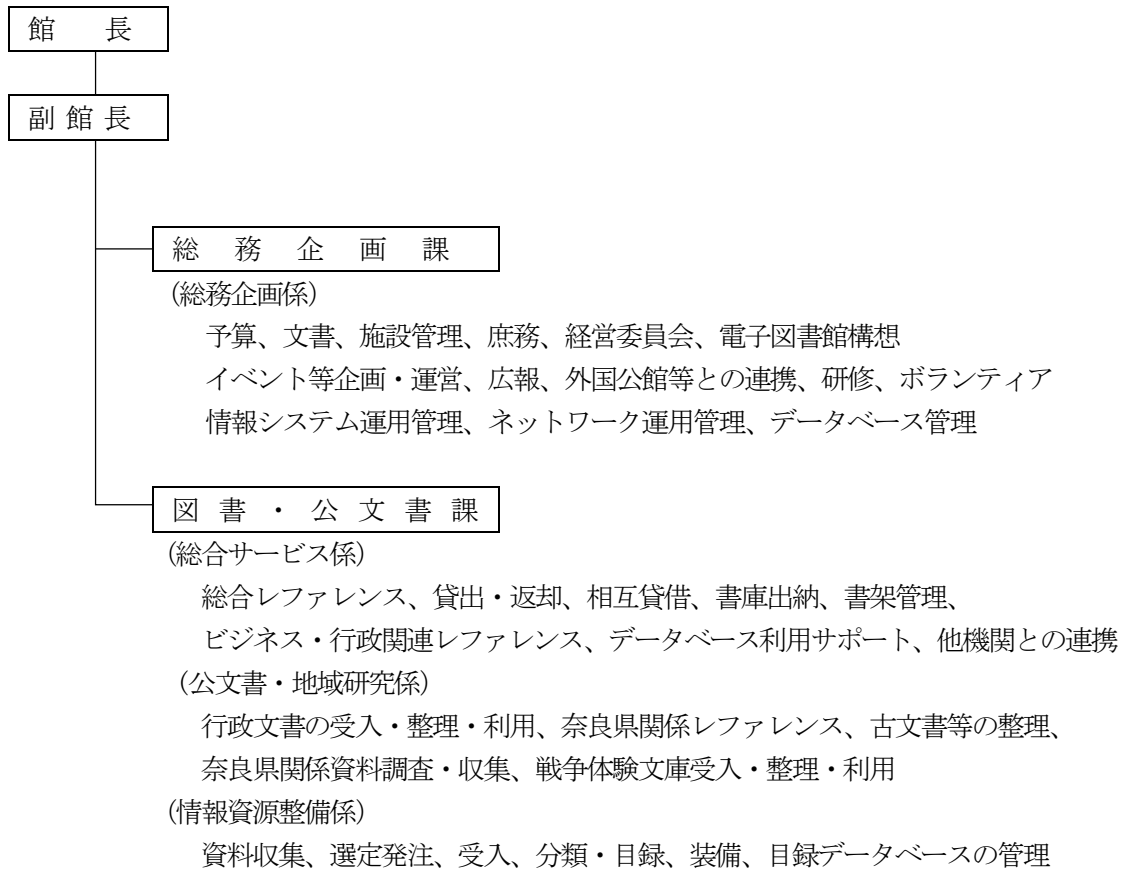 館長
副館長
総務企画課
(総務企画係)
予算、文書、施設管理、庶務、経営委員会、電子図書館構想
イベント等企画・運営、広報、外国公館等との連携、研修、ボランティア
情報システム運用管理、ネットワーク運用管理、データベース管理
図書・公文書課
(総合サービス係)
総合レファレンス、貸出・返却、相互貸借、書庫出納、書架管理、
ビジネス・行政関連レファレンス、データベース利用サポート、他機関との連携
(公文書・地域研究係)
行政文書の受入・整理・利用、奈良県関係レファレンス、古文書等の整理、
奈良県関係資料調査・収集、戦争体験文庫受入・整理・利用
(情報資源整備係)
資料収集、選定発注、受入、分類・目録、装備、目録データベースの管理